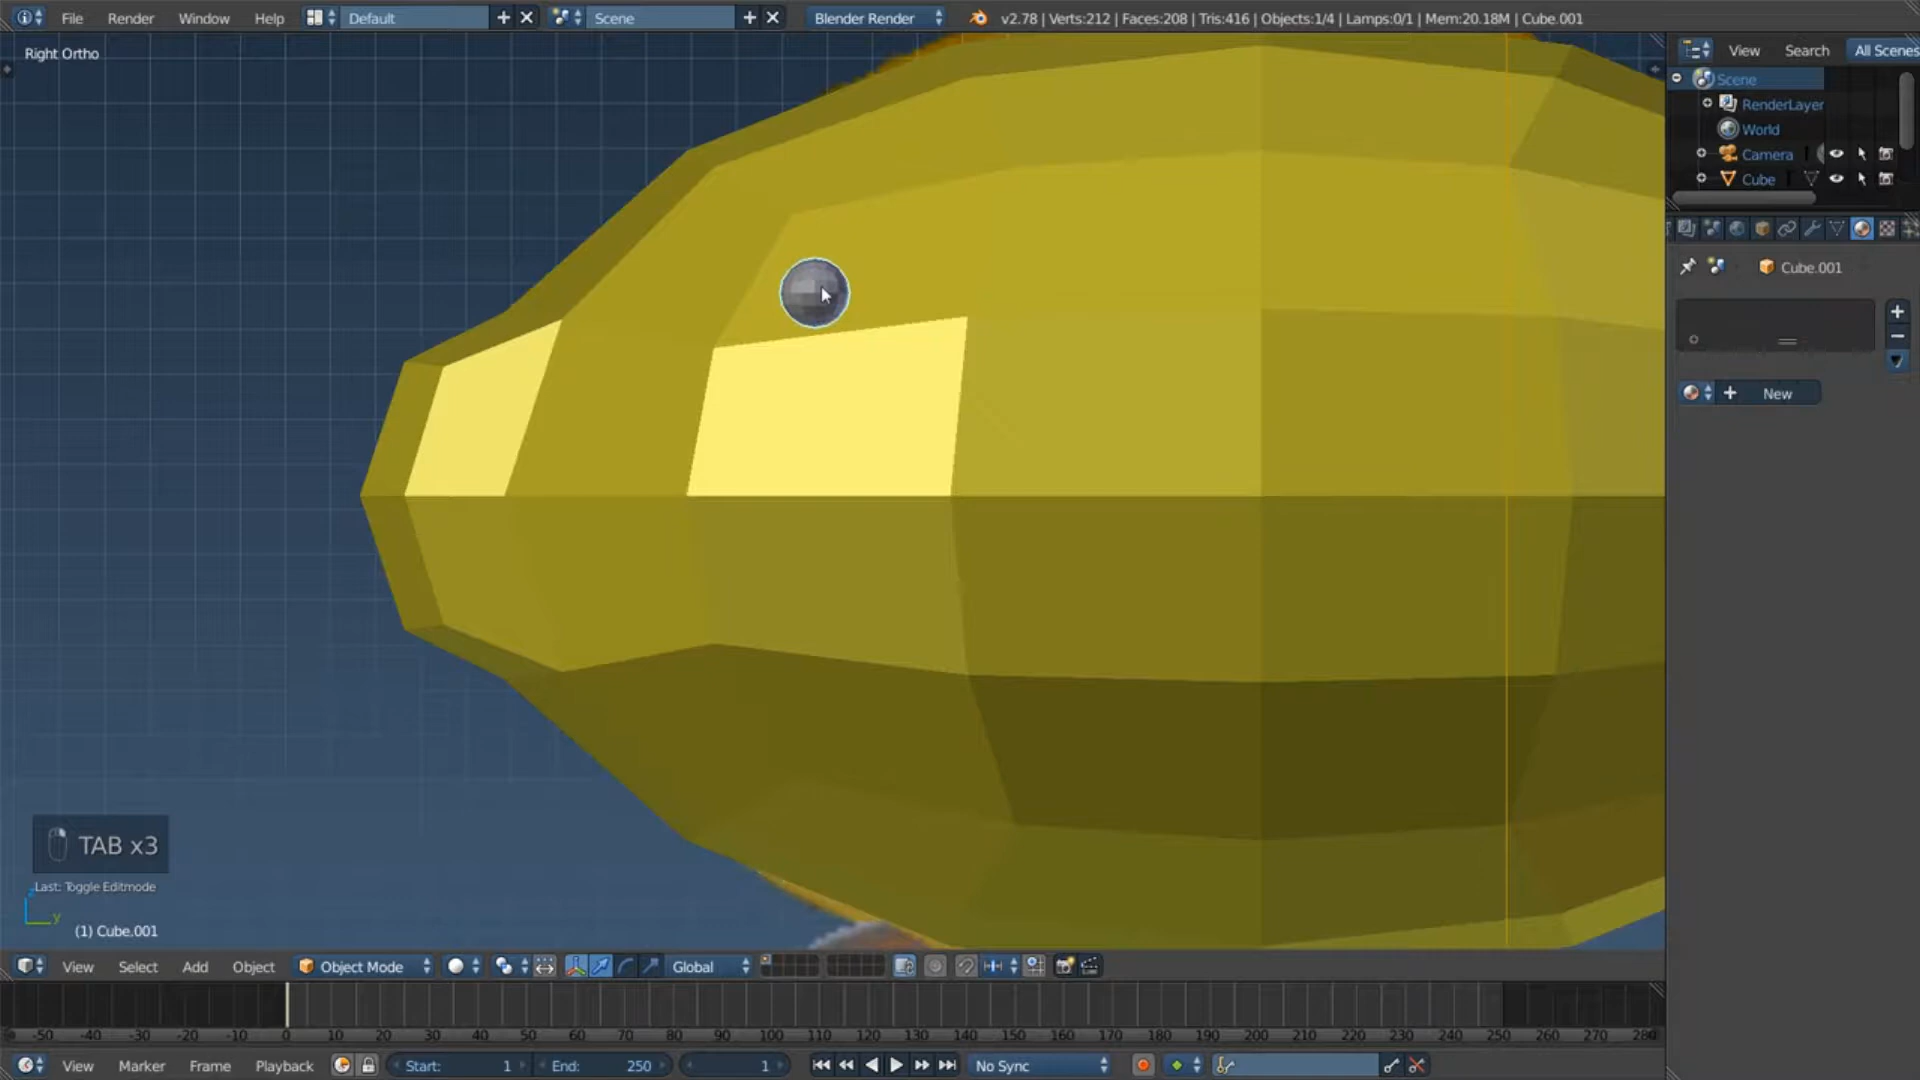 File Render Window Help Default Scene Blender Render v2.78 | Verts:212 | Faces:208 | Tris:416 | Objects:1/4 | Lamps:0/1 | Mem:20.18M | Cube.001
Right Ortho
View Search All Scenes
Scene
RenderLayer
World
Camera
Cube
Cube.001
New
TAB x3
Last: Toggle Editmode
y
(1) Cube.001
View Select Add Object Object Mode Global
-50 -40 -30 -20 -10 0 10 20 30 40 50 60 70 80 90 100 110 120 130 140 150 160 170 180 190 200 210 220 230 240 250 260 270 280
View Marker Frame Playback Start: 1 End: 250 1 No Sync